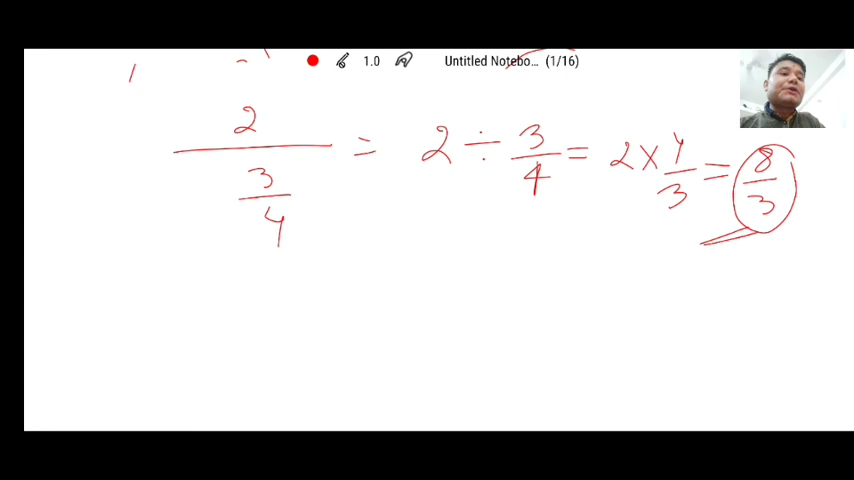 1.0 Untitled Notebo... (1/16)
2/(3/4) = 2 ÷ 3/4 = 2 × 4/3 = 8/3